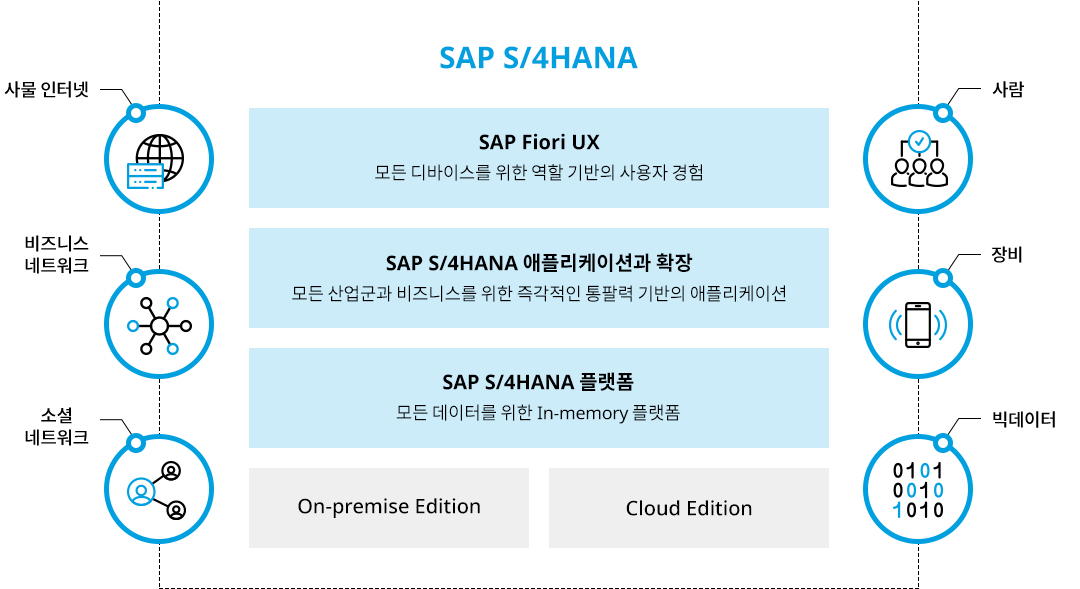 SAP S/4HANA
사물 인터넷
사람
SAP Fiori UX
모든 디바이스를 위한 역할 기반의 사용자 경험
비즈니스
네트워크
장비
SAP S/4HANA 애플리케이션과 확장
모든 산업군과 비즈니스를 위한 즉각적인 통팔력 기반의 애플리케이션
SAP S/4HANA 플랫폼
모든 데이터를 위한 In-memory 플랫폼
소셜
네트워크
빅데이터
On-premise Edition
Cloud Edition
0101
0010
1010